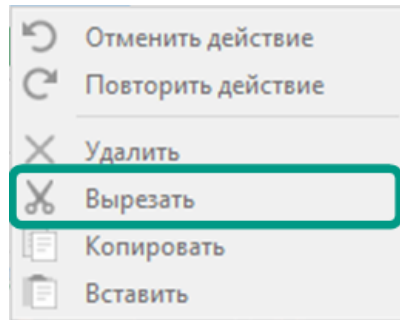 Отменить действие
Повторить действие
Удалить
Вырезать
Копировать
Вставить